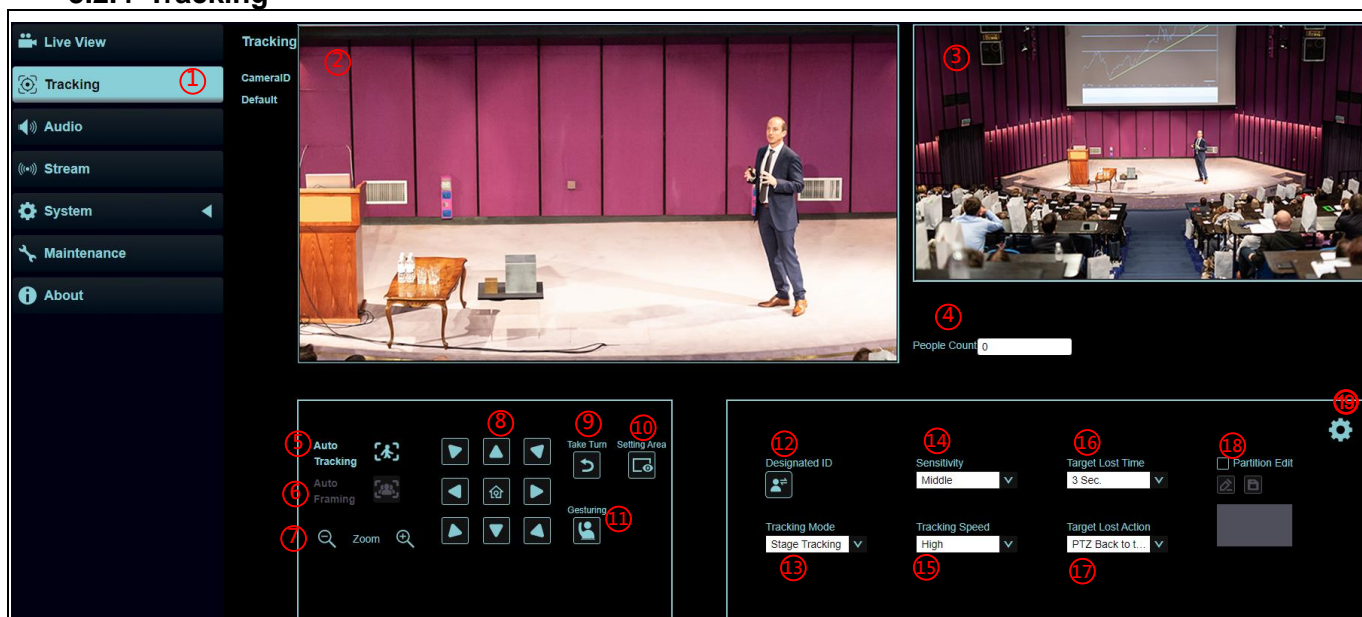 Tracking
Live View
Tracking
①
Audio
Stream
System
Maintenance
About
Tracking
CameraID
Default
②
③
④
People Count 0
⑤ Auto Tracking
⑥ Auto Framing
⑦ Zoom
⑧
⑨
Take Turn
⑩
Setting Area
Gesturing
⑪
⑫
Designated ID
⑭
Sensitivity
Middle
⑯
Target Lost Time
3 Sec.
⑱
Partition Edit
⑲
Tracking Mode
Stage Tracking
⑬
Tracking Speed
High
⑮
Target Lost Action
PTZ Back to t...
⑰